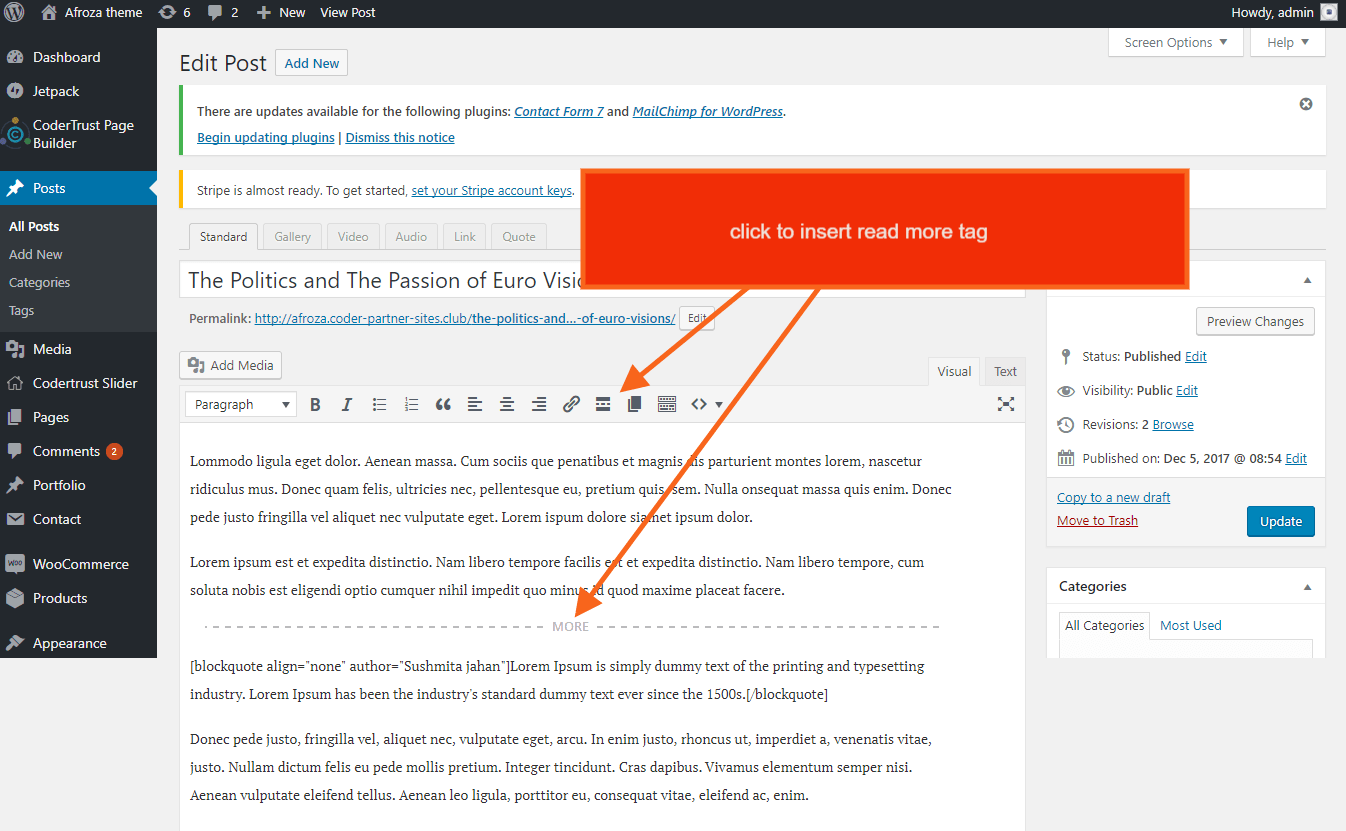 Afroza theme 6 2 New View Post Howdy, admin
Dashboard
Jetpack
CoderTrust Page
Builder
Posts
All Posts
Add New
Categories
Tags
Media
Codertrust Slider
Pages
Comments 2
Portfolio
Contact
WooCommerce
Products
Appearance
Screen Options Help
Edit Post Add New
There are updates available for the following plugins: Contact Form 7 and MailChimp for WordPress.
Begin updating plugins | Dismiss this notice
Stripe is almost ready. To get started, set your Stripe account keys.
click to insert read more tag
Standard Gallery Video Audio Link Quote
The Politics and The Passion of Euro
Permalink: http://afroza.coder-partner-sites.club/the-politics-and...-of-euro-visions/ Edit
Add Media
Visual Text
Paragraph B I
Lommodo ligula eget dolor. Aenean massa. Cum sociis que penatibus et magnis dis parturient montes lorem, nascetur
ridiculus mus. Donec quam felis, ultricies nec, pellentesque eu, pretium quis, sem. Nulla onsequat massa quis enim. Donec
pede justo fringilla vel aliquet nec vulputate eget. Lorem ispum dolore siamet ipsum dolor.
Lorem ipsum est et expedita distinctio. Nam libero tempore facilis est et expedita distinctio. Nam libero tempore, cum
soluta nobis est eligendi optio cumquer nihil impedit quo minus id quod maxime placeat facere.
MORE
[blockquote align="none" author="Sushmita jahan"]Lorem Ipsum is simply dummy text of the printing and typesetting
industry. Lorem Ipsum has been the industry's standard dummy text ever since the 1500s.[/blockquote]
Donec pede justo, fringilla vel, aliquet nec, vulputate eget, arcu. In enim justo, rhoncus ut, imperdiet a, venenatis vitae,
justo. Nullam dictum felis eu pede mollis pretium. Integer tincidunt. Cras dapibus. Vivamus elementum semper nisi.
Aenean vulputate eleifend tellus. Aenean leo ligula, porttitor eu, consequat vitae, eleifend ac, enim.
Preview Changes
Status: Published Edit
Visibility: Public Edit
Revisions: 2 Browse
Published on: Dec 5, 2017 @ 08:54 Edit
Copy to a new draft
Move to Trash
Update
Categories
All Categories Most Used